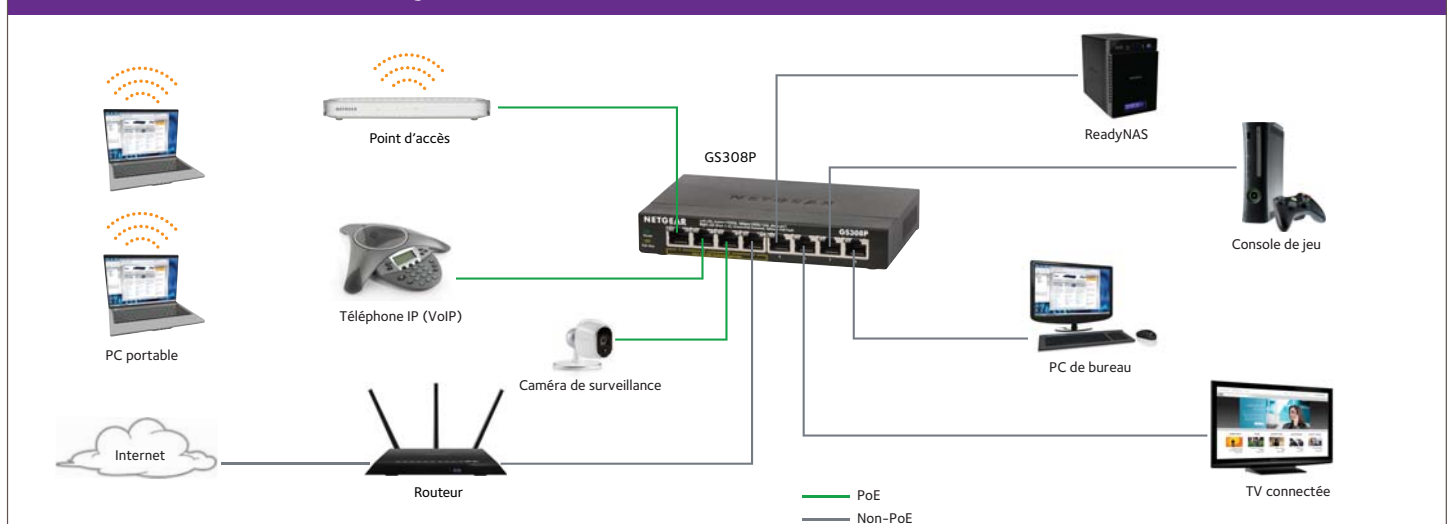 Point d'accès
GS308P
ReadyNAS
NETGEAR
NETGEAR
GS308P
Console de jeu
Téléphone IP (VoIP)
PC portable
Caméra de surveillance
PC de bureau
Internet
Routeur
TV connectée
PoE
Non-PoE